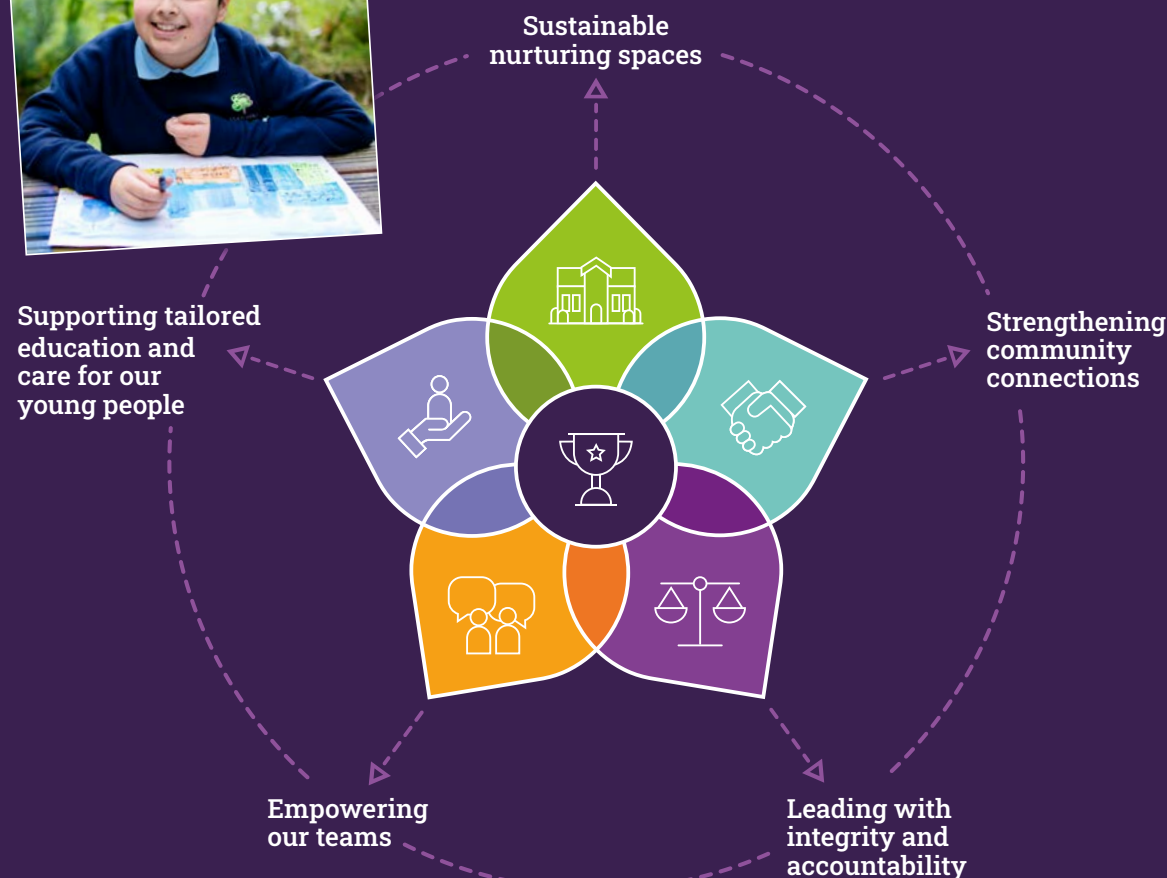 Sustainable
nurturing spaces
Supporting tailored
education and
care for our
young people
Strengthening
community
connections
Empowering
our teams
Leading with
integrity and
accountability